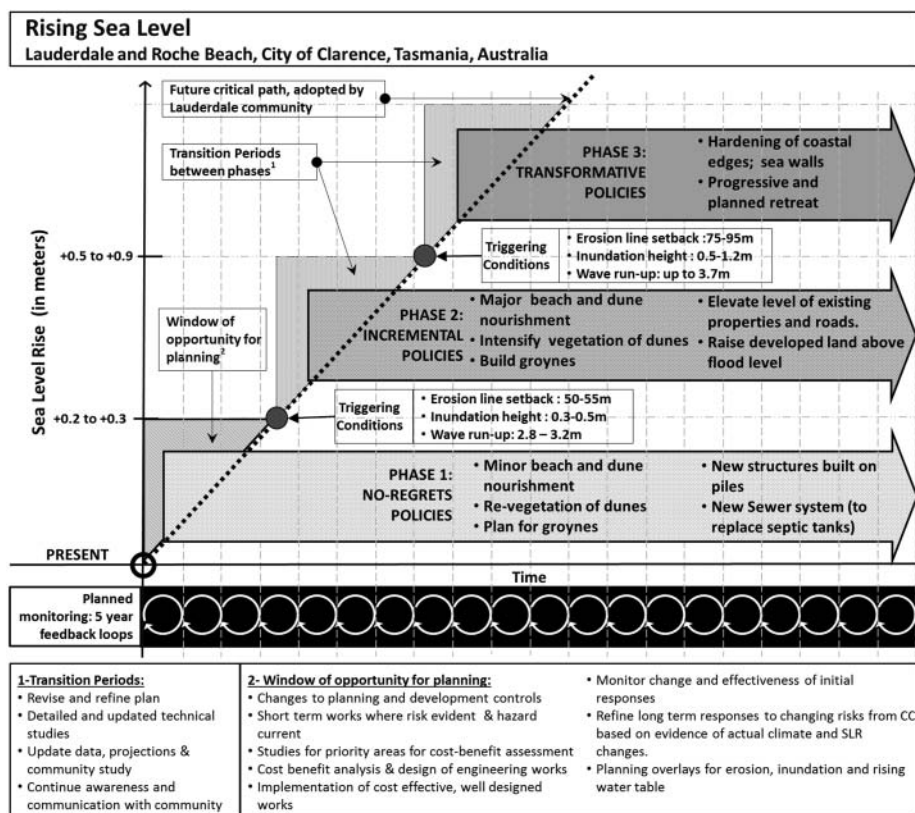 Rising Sea Level
Lauderdale and Roche Beach, City of Clarence, Tasmania, Australia
Future critical path, adopted by
Lauderdale community
Transition Periods
between phases1
PHASE 3:
TRANSFORMATIVE
POLICIES
• Hardening of coastal
edges; sea walls
• Progressive and
planned retreat
Sea Level Rise (in meters)
+0.5 to +0.9
Triggering
Conditions
• Erosion line setback :75-95m
• Inundation height : 0.5-1.2m
• Wave run-up: up to 3.7m
Window of
opportunity for
planning2
PHASE 2:
INCREMENTAL
POLICIES
• Major beach and dune
nourishment
• Intensify vegetation of dunes
• Build groynes
• Elevate level of existing
properties and roads.
• Raise developed land above
flood level
+0.2 to +0.3
Triggering
Conditions
• Erosion line setback : 50-55m
• Inundation height : 0.3-0.5m
• Wave run-up: 2.8 – 3.2m
PHASE 1:
NO-REGRETS
POLICIES
• Minor beach and dune
nourishment
• Re-vegetation of dunes
• Plan for groynes
• New structures built on
piles
• New Sewer system (to
replace septic tanks)
PRESENT
Time
Planned
monitoring: 5 year
feedback loops
1-Transition Periods:
• Revise and refine plan
• Detailed and updated technical
studies
• Update data, projections &
community study
• Continue awareness and
communication with community
2- Window of opportunity for planning:
• Changes to planning and development controls
• Short term works where risk evident & hazard
current
• Studies for priority areas for cost-benefit assessment
• Cost benefit analysis & design of engineering works
• Implementation of cost effective, well designed
works
• Monitor change and effectiveness of initial
responses
• Refine long term responses to changing risks from CC
based on evidence of actual climate and SLR
changes.
• Planning overlays for erosion, inundation and rising
water table